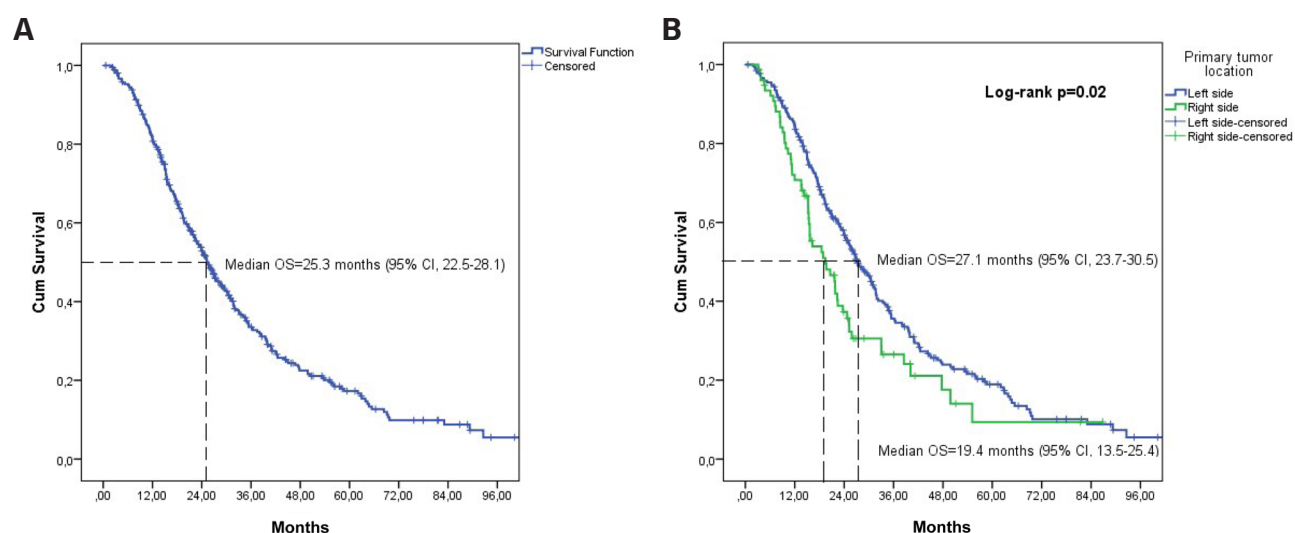 A
Cum Survival
1,0
0,8
0,6
0,4
0,2
0,0
Median OS=25.3 months (95% CI, 22.5-28.1)
Survival Function
Censored
,00
12,00
24,00
36,00
48,00
60,00
72,00
84,00
96,00
Months
B
Cum Survival
1,0
0,8
0,6
0,4
0,2
0,0
Log-rank p=0.02
Median OS=27.1 months (95% CI, 23.7-30.5)
Median OS=19.4 months (95% CI, 13.5-25.4)
Primary tumor
location
Left side
Right side
Left side-censored
Right side-censored
,00
12,00
24,00
36,00
48,00
60,00
72,00
84,00
96,00
Months